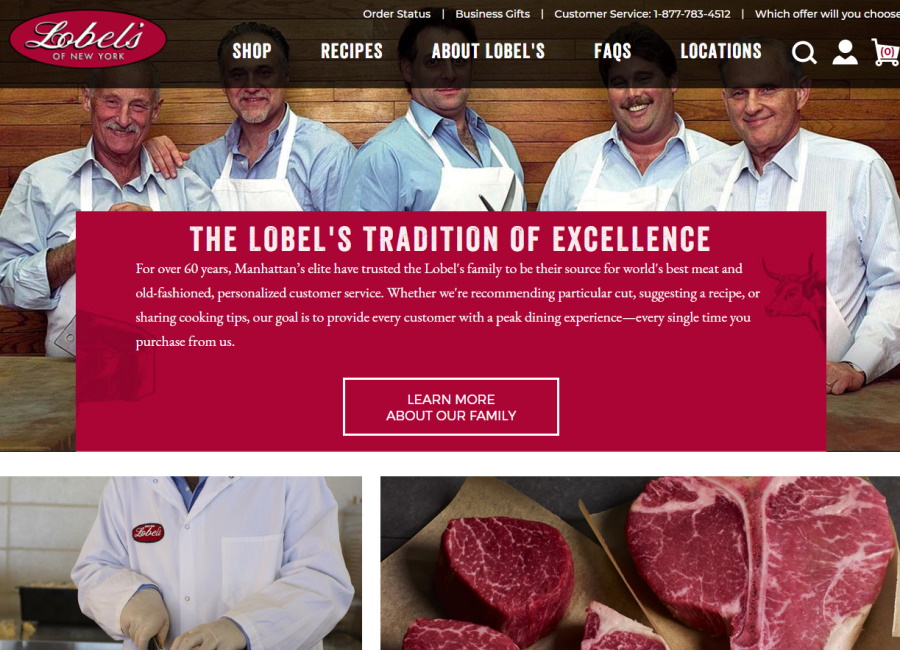 Order Status | Business Gifts | Customer Service: 1-877-783-4512 | Which offer will you choose
Lobel's
OF NEW YORK
SHOP RECIPES ABOUT LOBEL'S FAQS LOCATIONS (0)
THE LOBEL'S TRADITION OF EXCELLENCE
For over 60 years, Manhattan’s elite have trusted the Lobel's family to be their source for world's best meat and
old-fashioned, personalized customer service. Whether we're recommending particular cut, suggesting a recipe, or
sharing cooking tips, our goal is to provide every customer with a peak dining experience—every single time you
purchase from us.
LEARN MORE
ABOUT OUR FAMILY
Lobel's